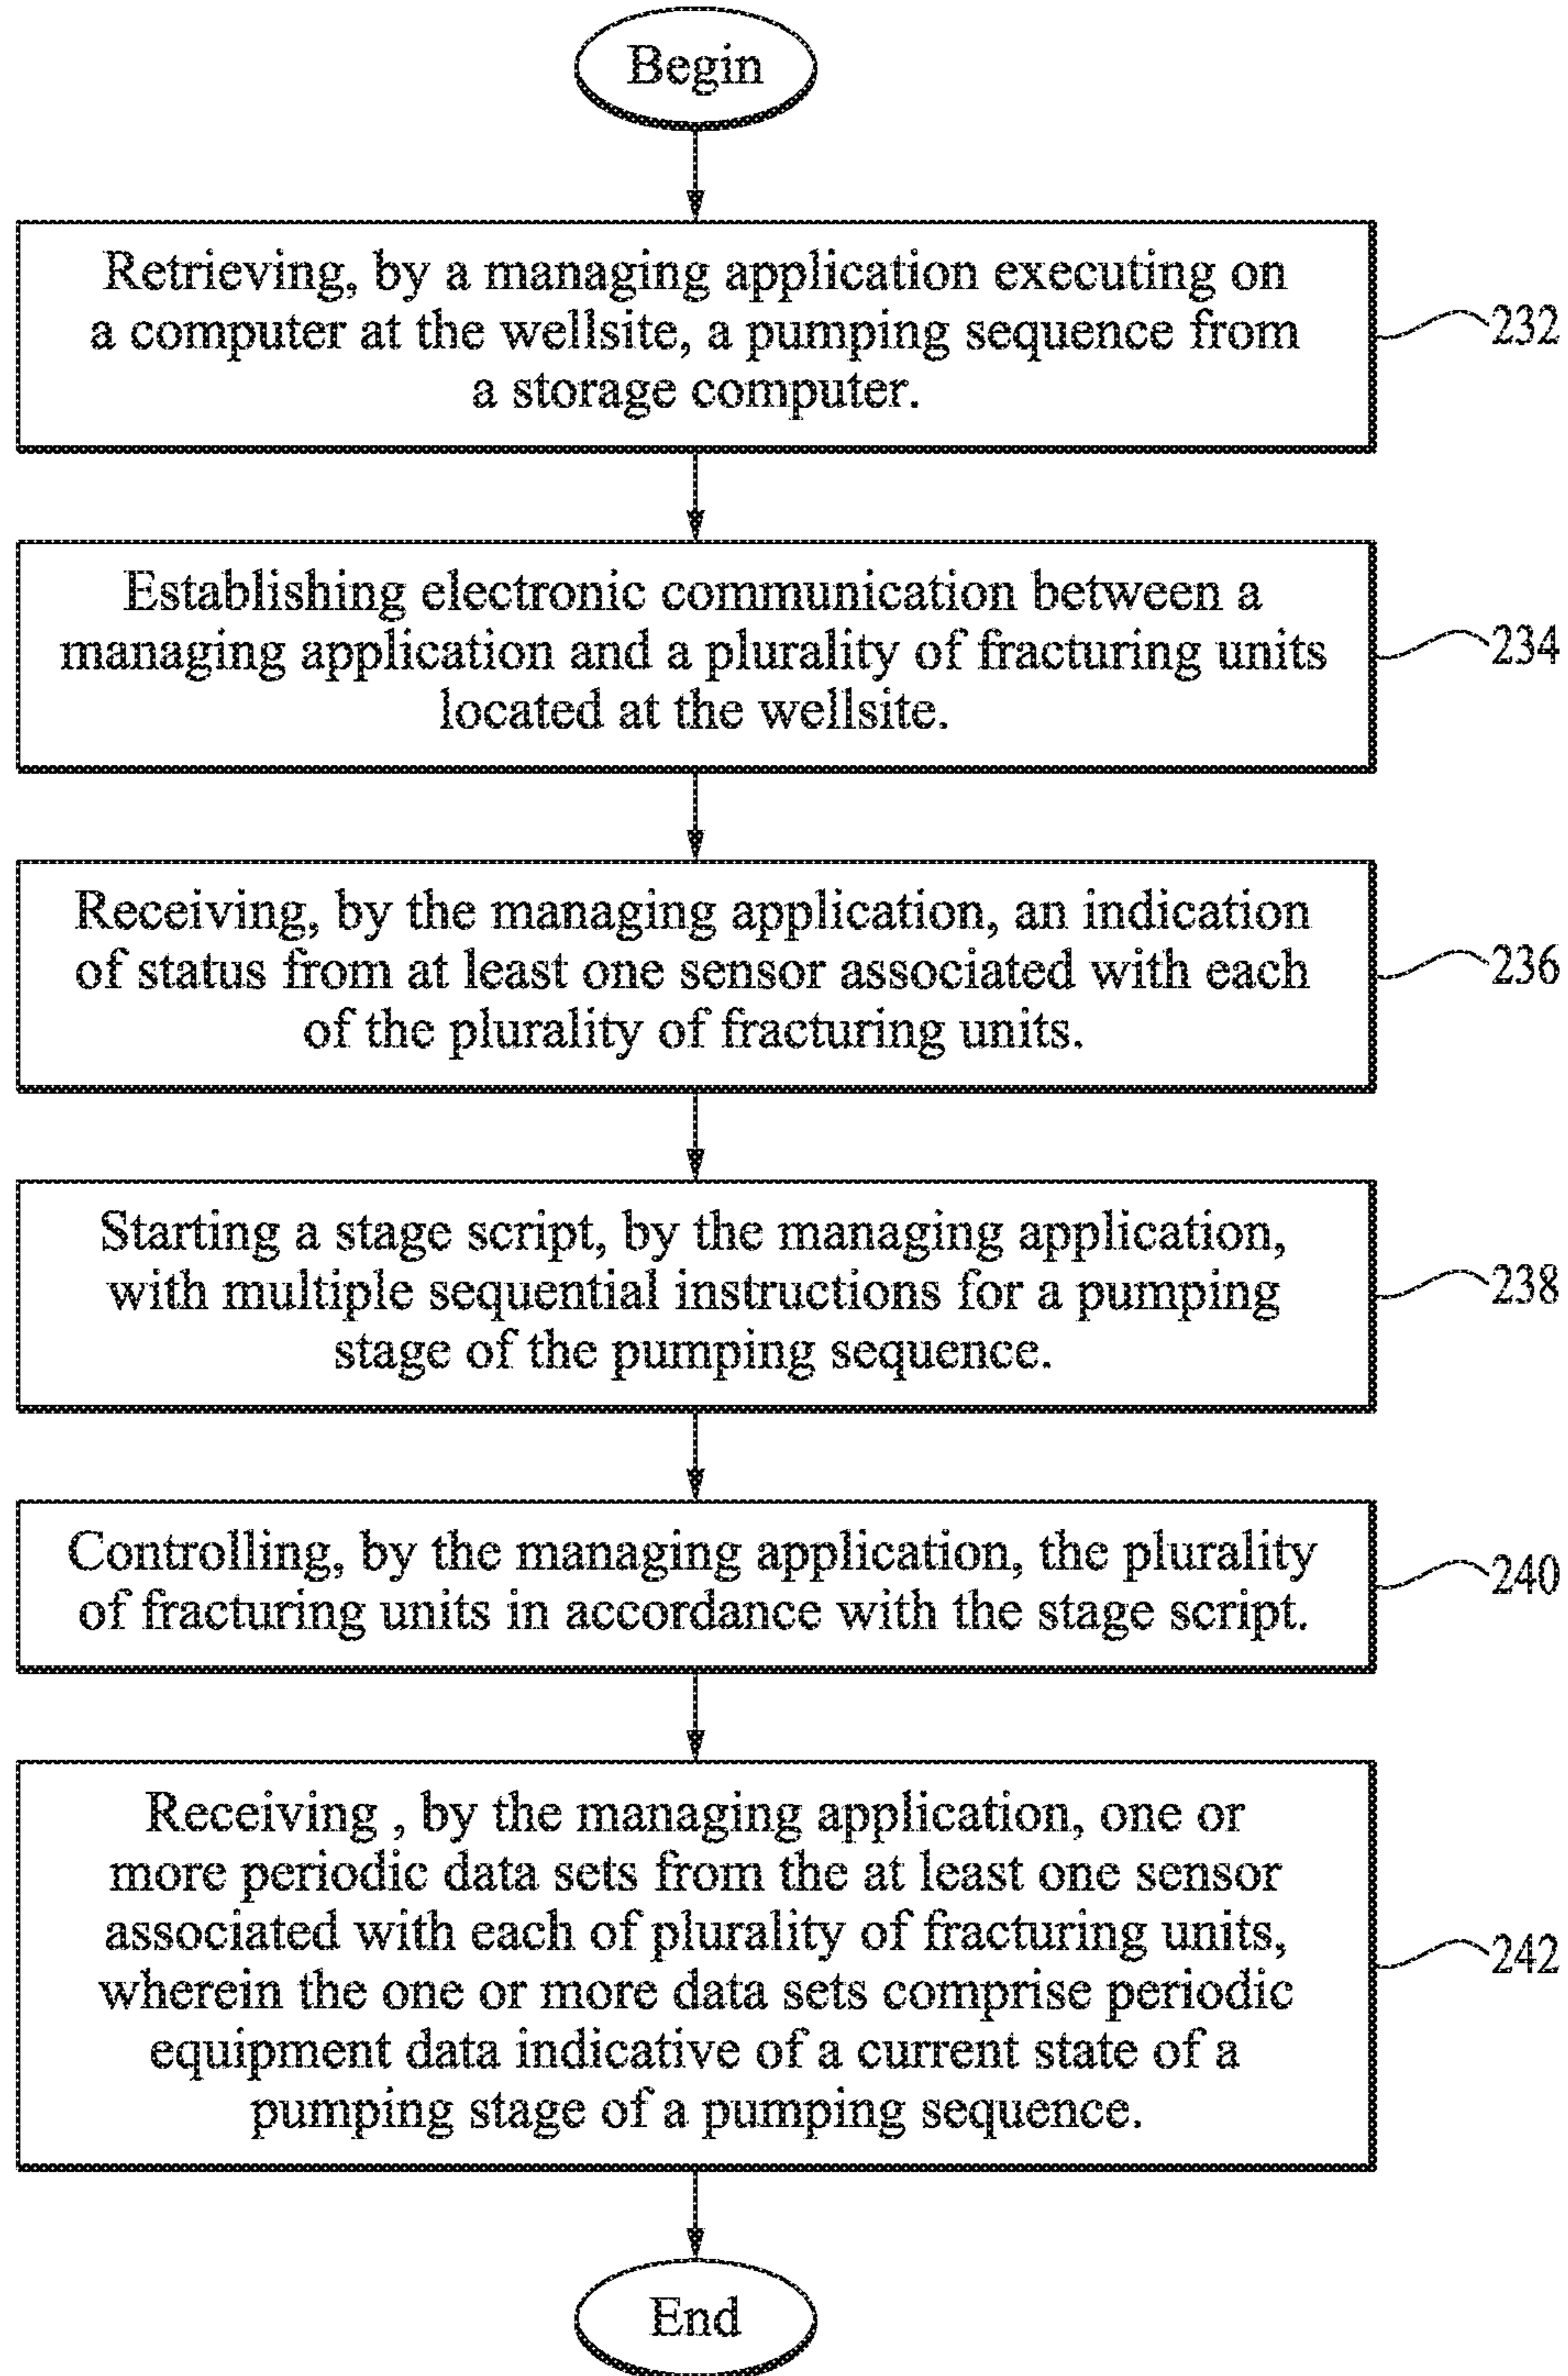 Begin
Retrieving, by a managing application executing on
a computer at the wellsite, a pumping sequence from
a storage computer.
232
Establishing electronic communication between a
managing application and a plurality of fracturing units
located at the wellsite.
234
Receiving, by the managing application, an indication
of status from at least one sensor associated with each
of the plurality of fracturing units.
236
Starting a stage script, by the managing application,
with multiple sequential instructions for a pumping
stage of the pumping sequence.
238
Controlling, by the managing application, the plurality
of fracturing units in accordance with the stage script.
240
Receiving , by the managing application, one or
more periodic data sets from the at least one sensor
associated with each of plurality of fracturing units,
wherein the one or more data sets comprise periodic
equipment data indicative of a current state of a
pumping stage of a pumping sequence.
242
End